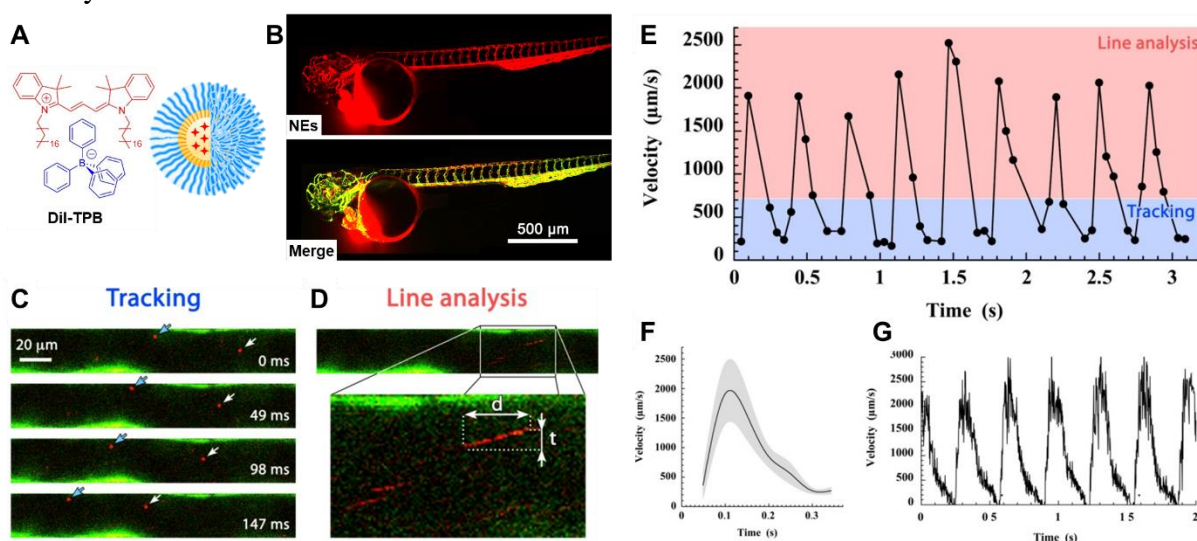 A
N
⊕
N
16
16
B
⊖
DiI-TPB
B
NEs
Merge
500 µm
C
Tracking
20 µm
0 ms
49 ms
98 ms
147 ms
D
Line analysis
d
t
E
Line analysis
Tracking
Velocity (µm/s)
2500
2000
1500
1000
500
0
0 0.5 1 1.5 2 2.5 3
Time (s)
F
Velocity (µm/s)
2500
2000
1500
1000
500
0
0 0.1 0.2 0.3
Time (s)
G
Velocity (µm/s)
3000
2500
2000
1500
1000
500
0
0 0 5 1 1 5 2
Time (s)